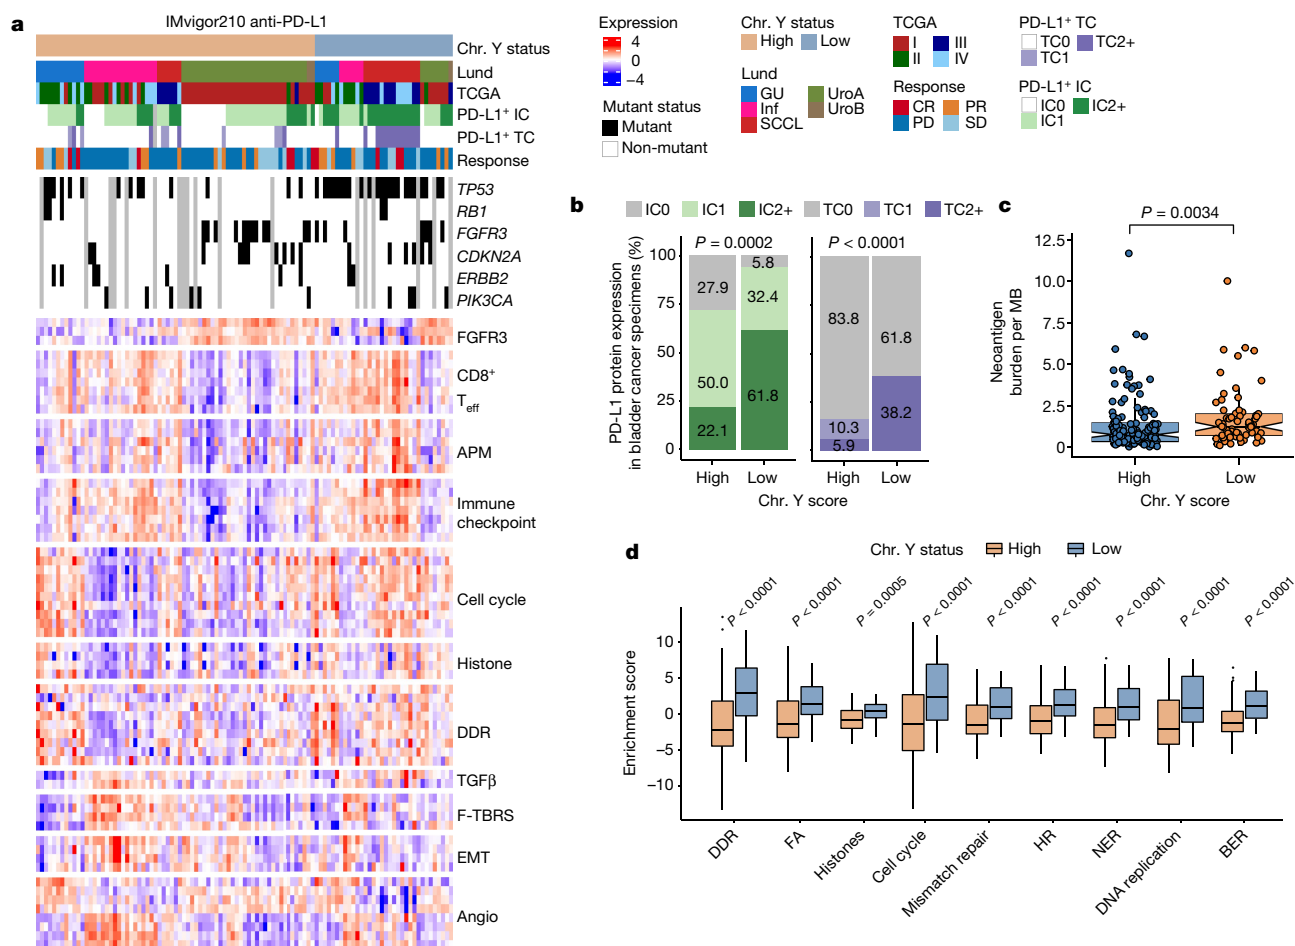 a
IMvigor210 anti-PD-L1
Chr. Y status
Lund
TCGA
PD-L1⁺ IC
PD-L1⁺ TC
Response
TP53
RB1
FGFR3
CDKN2A
ERBB2
PIK3CA
FGFR3
CD8⁺
T eff
APM
Immune
checkpoint
Cell cycle
Histone
DDR
TGFβ
F-TBRS
EMT
Angio
Expression
4
0
−4
Mutant status
Mutant
Non-mutant
Chr. Y status
High Low
Lund
GU UroA
Inf UroB
SCCL
TCGA
I III
II IV
Response
CR PR
PD SD
PD-L1⁺ TC
TC0 TC2+
TC1
PD-L1⁺ IC
IC0 IC2+
IC1
b
IC0 IC1 IC2+ TC0 TC1 TC2+
P = 0.0002 P < 0.0001
PD-L1 protein expression
in bladder cancer specimens (%)
100
75
50
25
0
27.9
50.0
22.1
5.8
32.4
61.8
83.8
10.3
5.9
61.8
38.2
High Low High Low
Chr. Y score
c
P = 0.0034
Neoantigen
burden per MB
12.5
10.0
7.5
5.0
2.5
0
High Low
Chr. Y score
d
Chr. Y status High Low
P < 0.0001 P < 0.0001 P = 0.0005 P < 0.0001 P < 0.0001 P < 0.0001 P < 0.0001 P < 0.0001 P < 0.0001
Enrichment score
10
5
0
−5
−10
DDR FA Histones Cell cycle Mismatch repair HR NER DNA replication BER